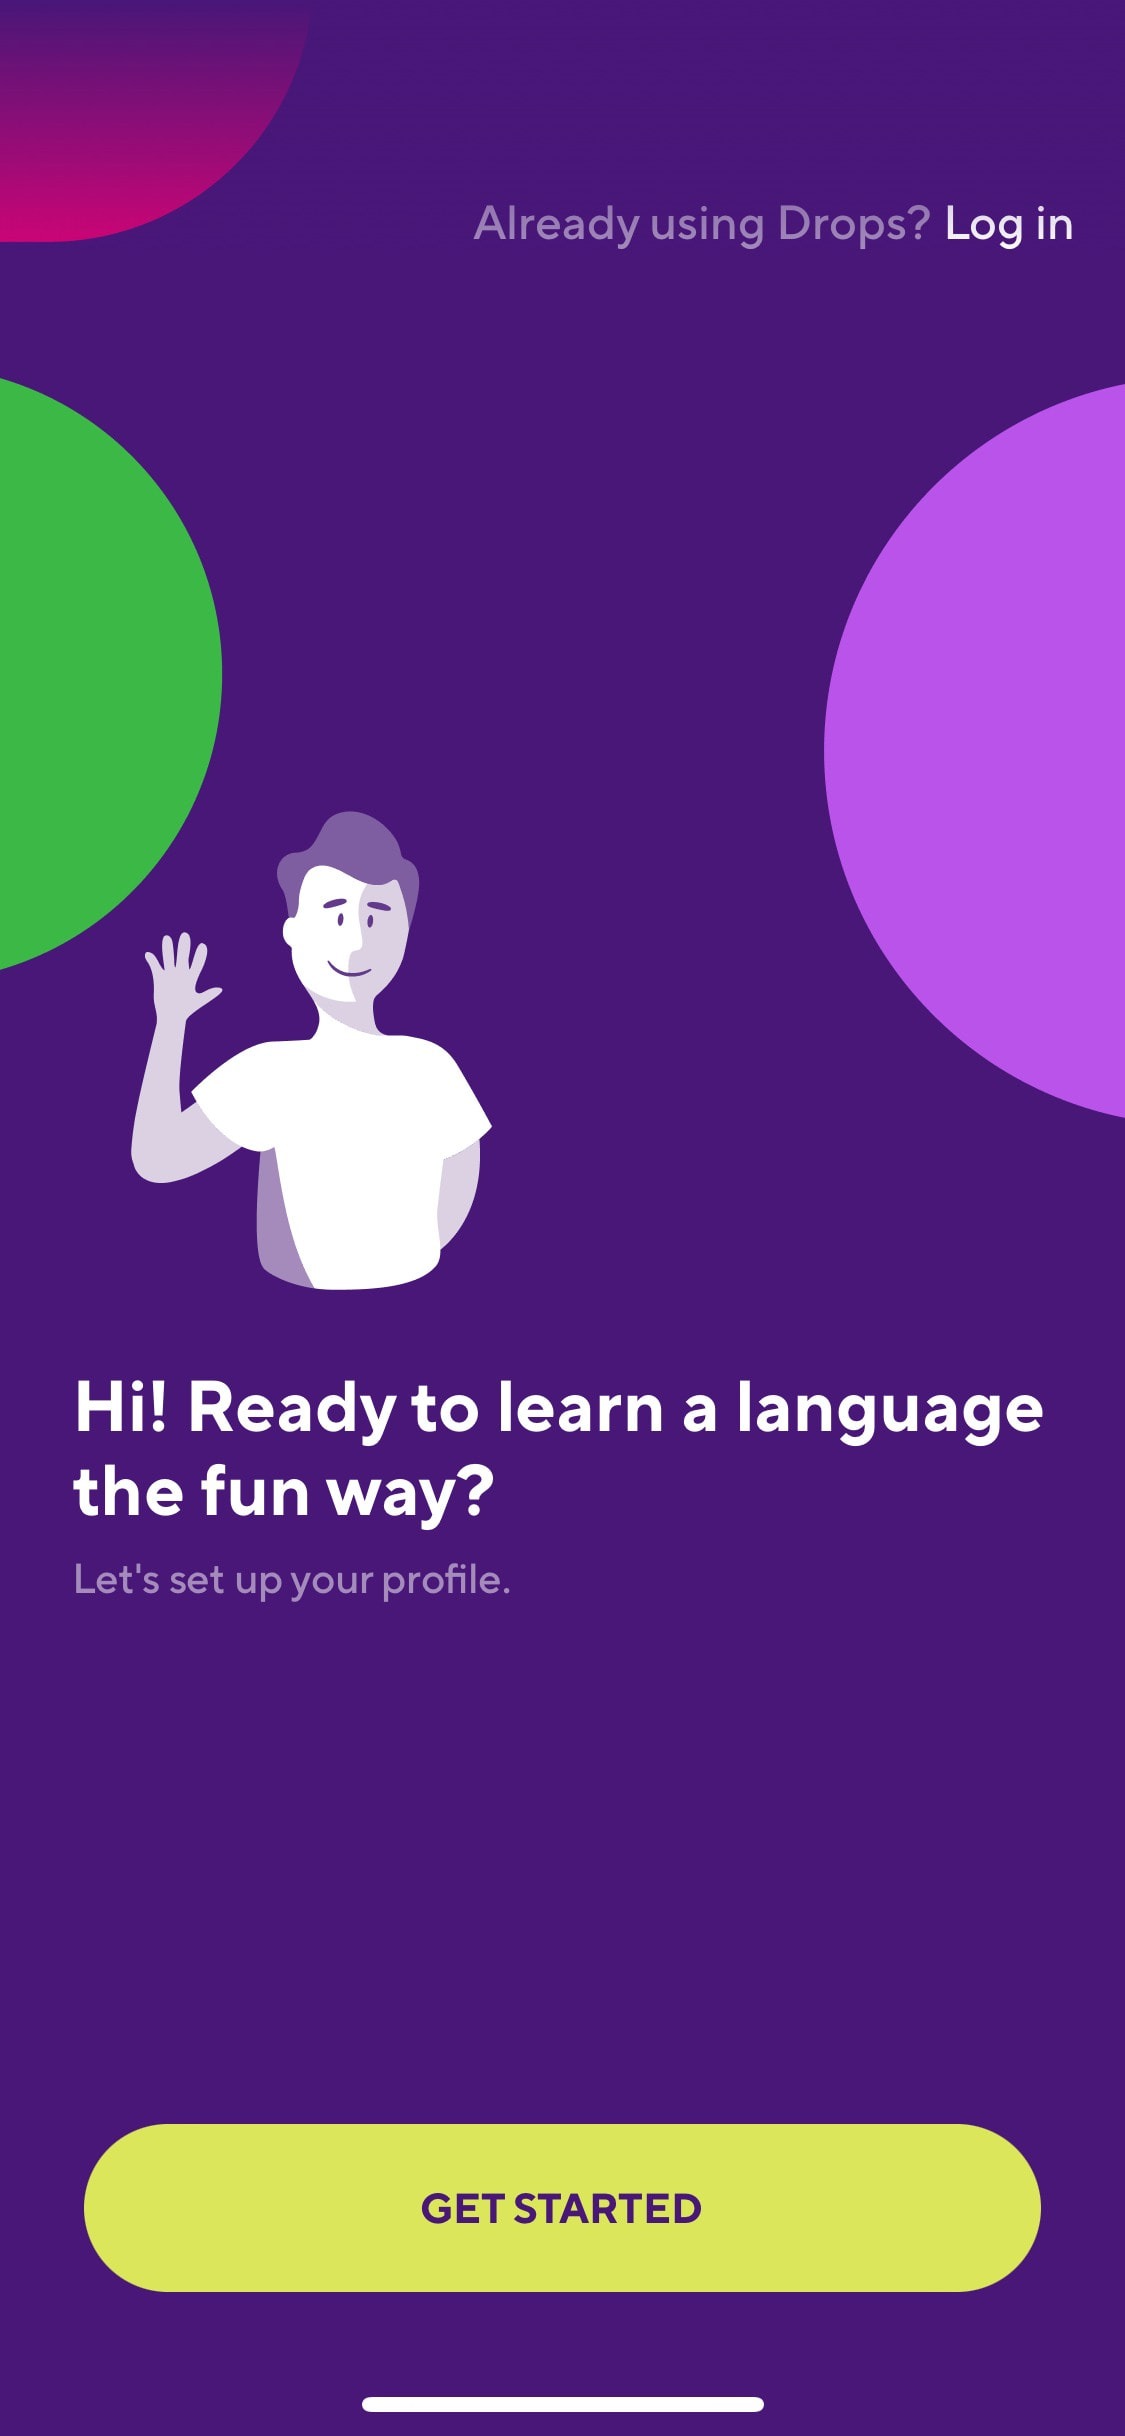 Already using Drops? Log in
Hi! Ready to learn a language
the fun way?
Let's set up your profile.
GET STARTED